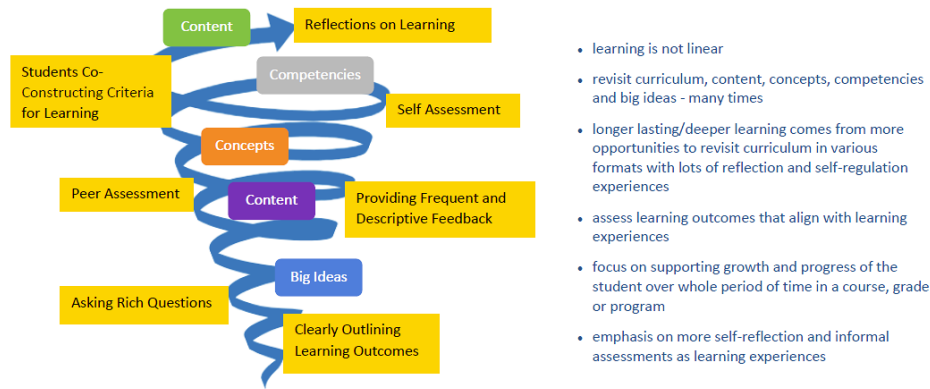 Content
Reflections on Learning
Students Co-
Constructing Criteria
for Learning
Competencies
Self Assessment
Concepts
Peer Assessment
Content
Providing Frequent and
Descriptive Feedback
Big Ideas
Asking Rich Questions
Clearly Outlining
Learning Outcomes
• learning is not linear
• revisit curriculum, content, concepts, competencies
and big ideas - many times
• longer lasting/deeper learning comes from more
opportunities to revisit curriculum in various
formats with lots of reflection and self-regulation
experiences
• assess learning outcomes that align with learning
experiences
• focus on supporting growth and progress of the
student over whole period of time in a course, grade
or program
• emphasis on more self-reflection and informal
assessments as learning experiences